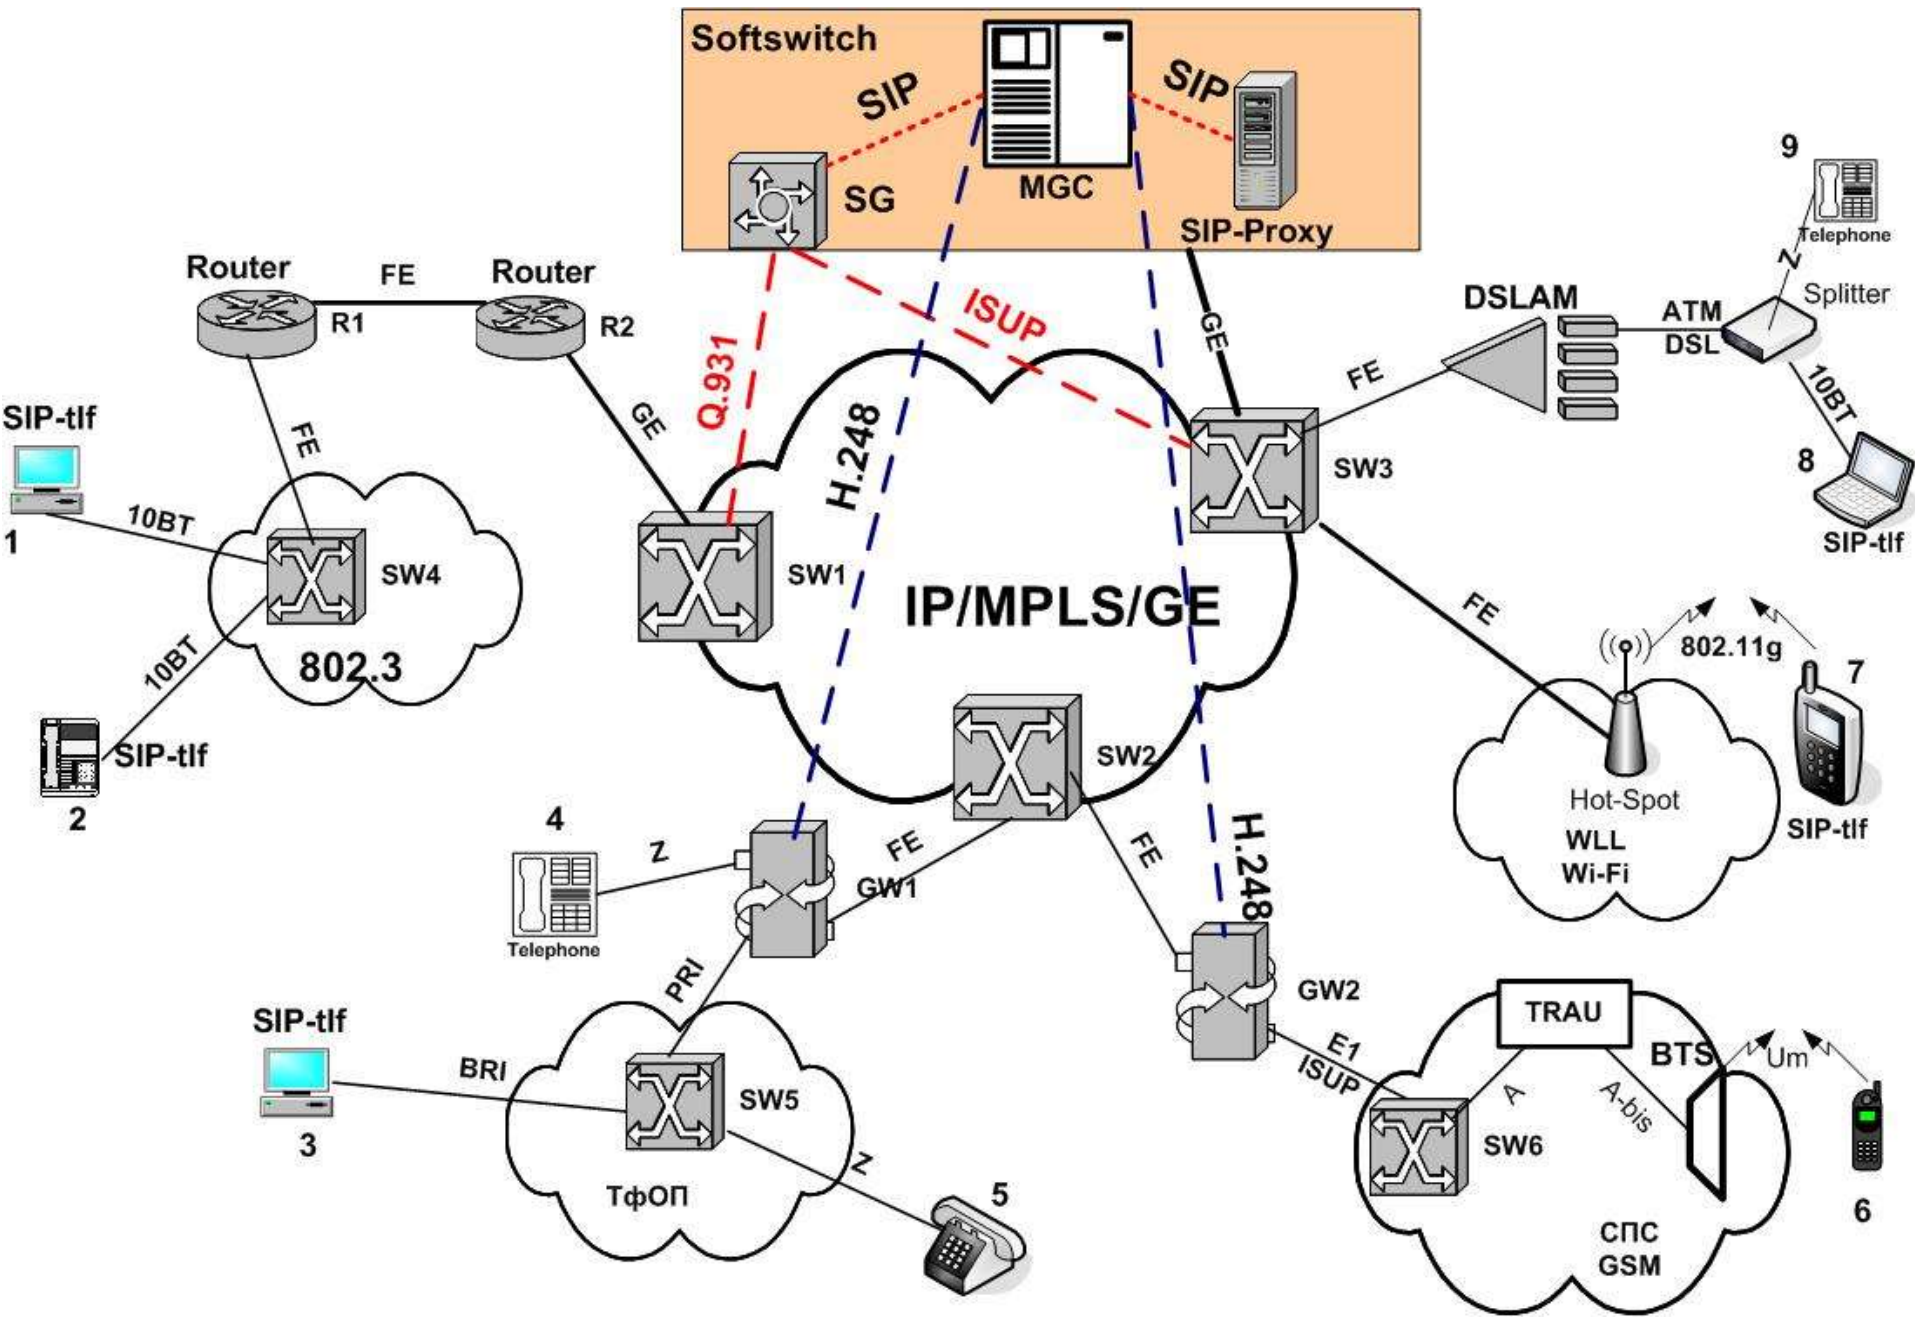 Softswitch
SIP
SIP
MGC
SG
SIP-Proxy
9
Telephone
Z
Splitter
Router
FE
Router
R1
R2
ISUP
GE
DSLAM
ATM
DSL
FE
Q.931
10BT
SIP-tlf
1
FE
GE
H.248
SW3
8
SIP-tlf
10BT
SW4
SW1
IP/MPLS/GE
FE
802.11g
7
802.3
10BT
SIP-tlf
2
SW2
Hot-Spot
WLL
Wi-Fi
SIP-tlf
4
Z
Telephone
FE
GW1
FE
H.248
PRI
GW2
E1
ISUP
TRAU
BTS
Um
SIP-tlf
3
BRI
SW5
A
A-bis
SW6
6
Z
ТфОП
5
СПС
GSM